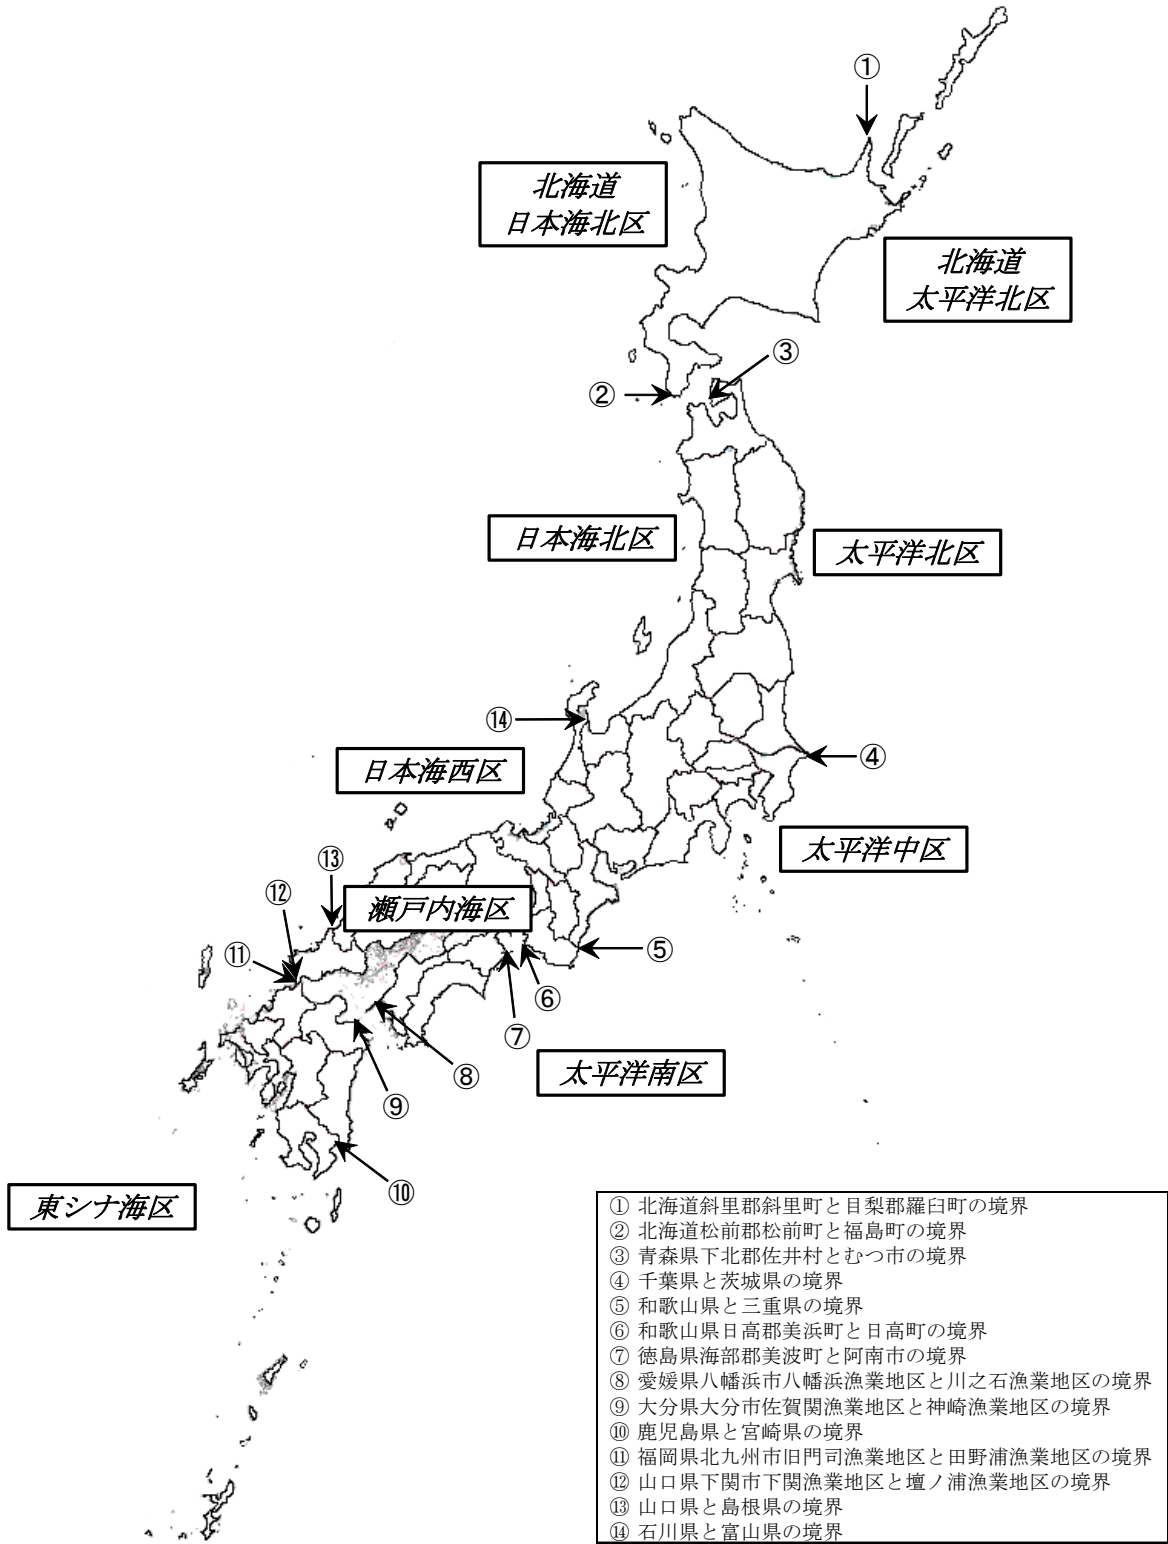 ①
北海道
日本海北区
北海道
太平洋北区
③
②
日本海北区
太平洋北区
⑭
④
日本海西区
太平洋中区
⑬
⑫
瀬戸内海区
⑪
⑤
⑥
⑦
太平洋南区
⑧
⑨
⑩
東シナ海区
① 北海道斜里郡斜里町と目梨郡羅臼町の境界
② 北海道松前郡松前町と福島町の境界
③ 青森県下北郡佐井村とむつ市の境界
④ 千葉県と茨城県の境界
⑤ 和歌山県と三重県の境界
⑥ 和歌山県日高郡美浜町と日高町の境界
⑦ 徳島県海部郡美波町と阿南市の境界
⑧ 愛媛県八幡浜市八幡浜漁業地区と川之石漁業地区の境界
⑨ 大分県大分市佐賀関漁業地区と神崎漁業地区の境界
⑩ 鹿児島県と宮崎県の境界
⑪ 福岡県北九州市旧門司漁業地区と田野浦漁業地区の境界
⑫ 山口県下関市下関漁業地区と壇ノ浦漁業地区の境界
⑬ 山口県と島根県の境界
⑭ 石川県と富山県の境界